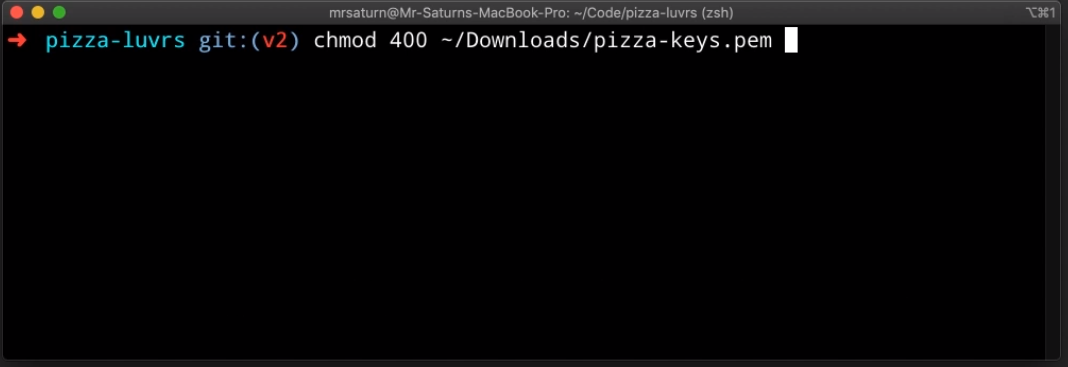 mrsaturn@Mr-Saturns-MacBook-Pro: ~/Code/pizza-luvrs (zsh) ⌥⌘1
➜ pizza-luvrs git:(v2) chmod 400 ~/Downloads/pizza-keys.pem